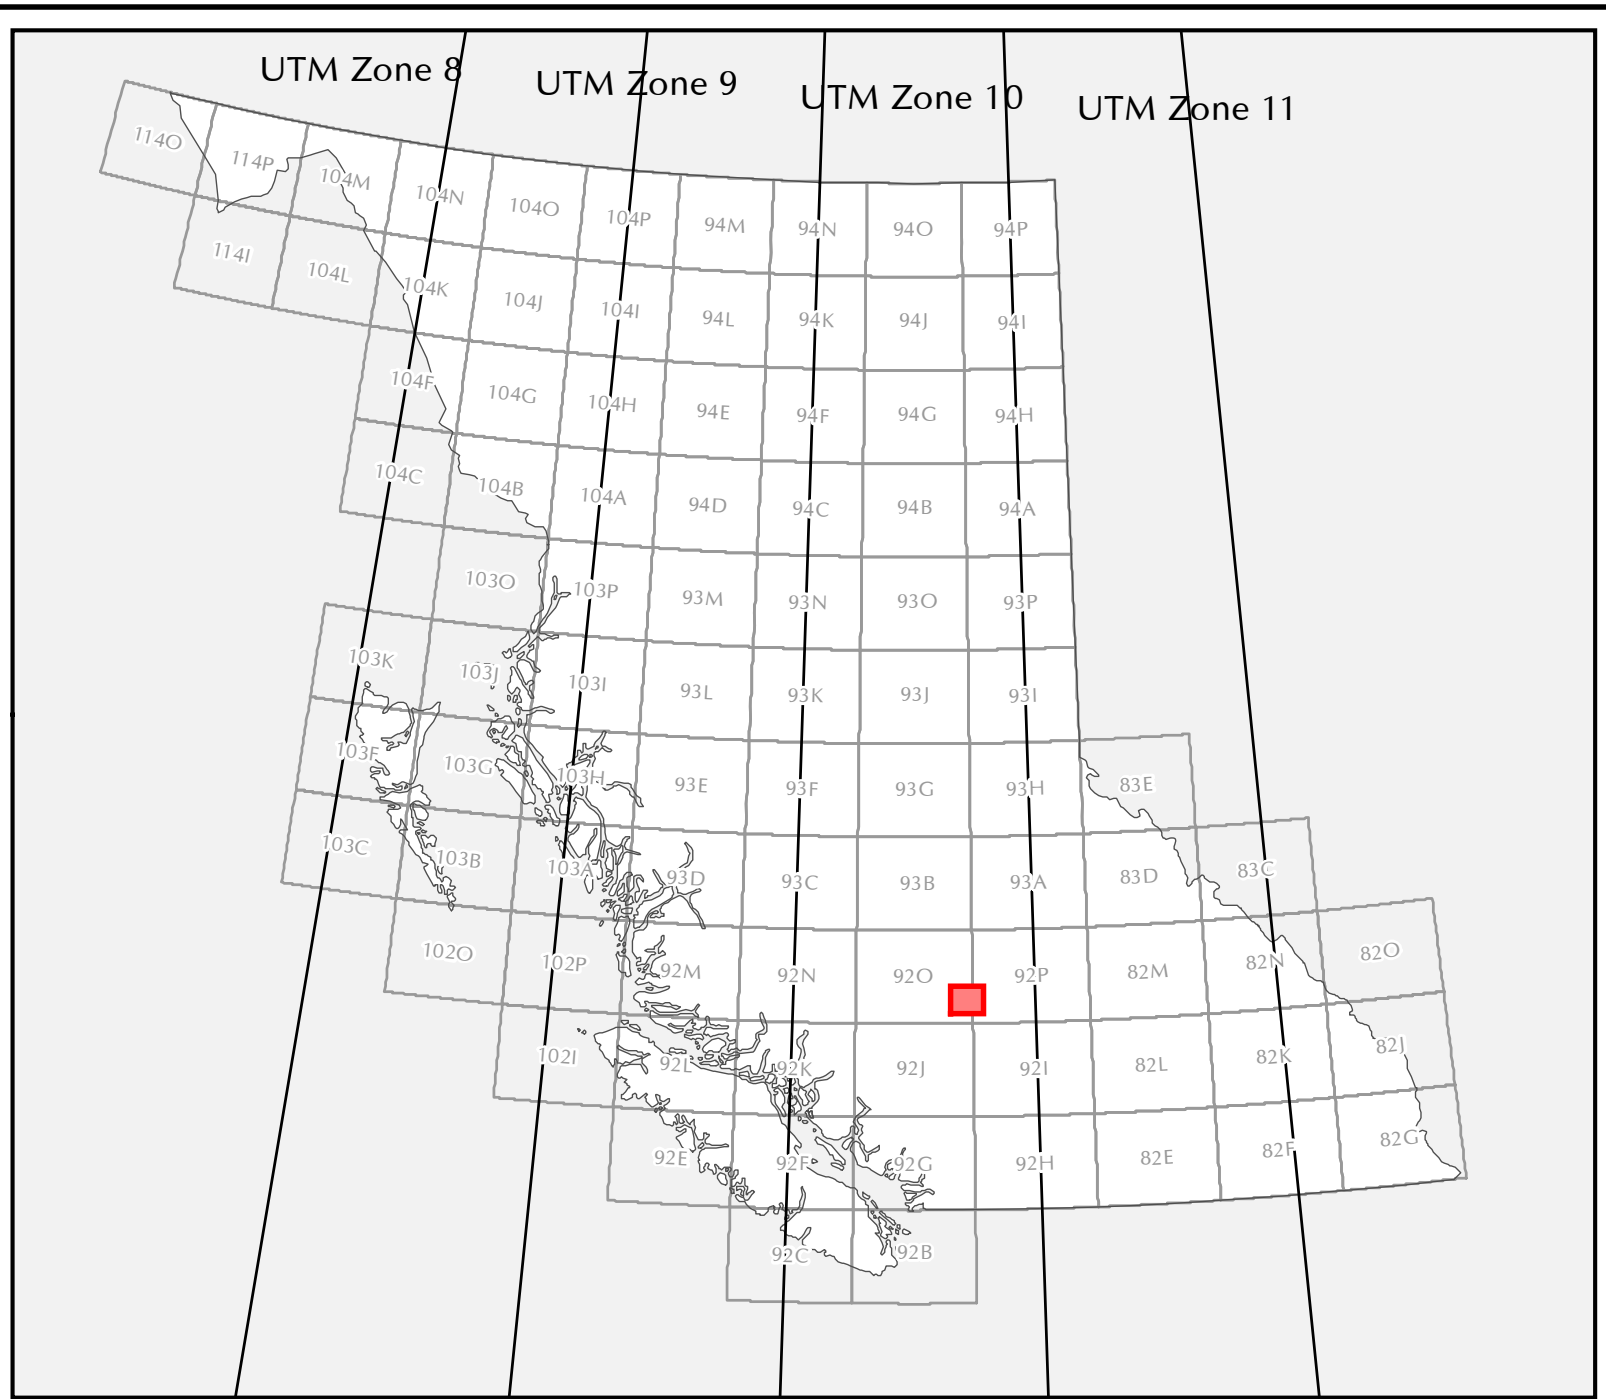 UTM Zone 8
UTM Zone 9
UTM Zone 10
UTM Zone 11
114O 114P 104M 104N 104O 104P 94M 94N 94O 94P
114I 104L 104K 104J 104I 94L 94K 94J 94I
104F 104G 104H 94E 94F 94G 94H
104C 104B 104A 94D 94C 94B 94A
103O 103P 93M 93N 93O 93P
103K 103J 103I 93L 93K 93J 93I
103F 103G 103H 93E 93F 93G 93H 83E
103C 103B 103A 93D 93C 93B 93A 83D 83C
102O 102P 92M 92N 92O 92P 82M 82N 82O
102I 92L 92K 92J 92I 82L 82K 82J
92E 92F 92G 92H 82E 82F 82G
92C 92B